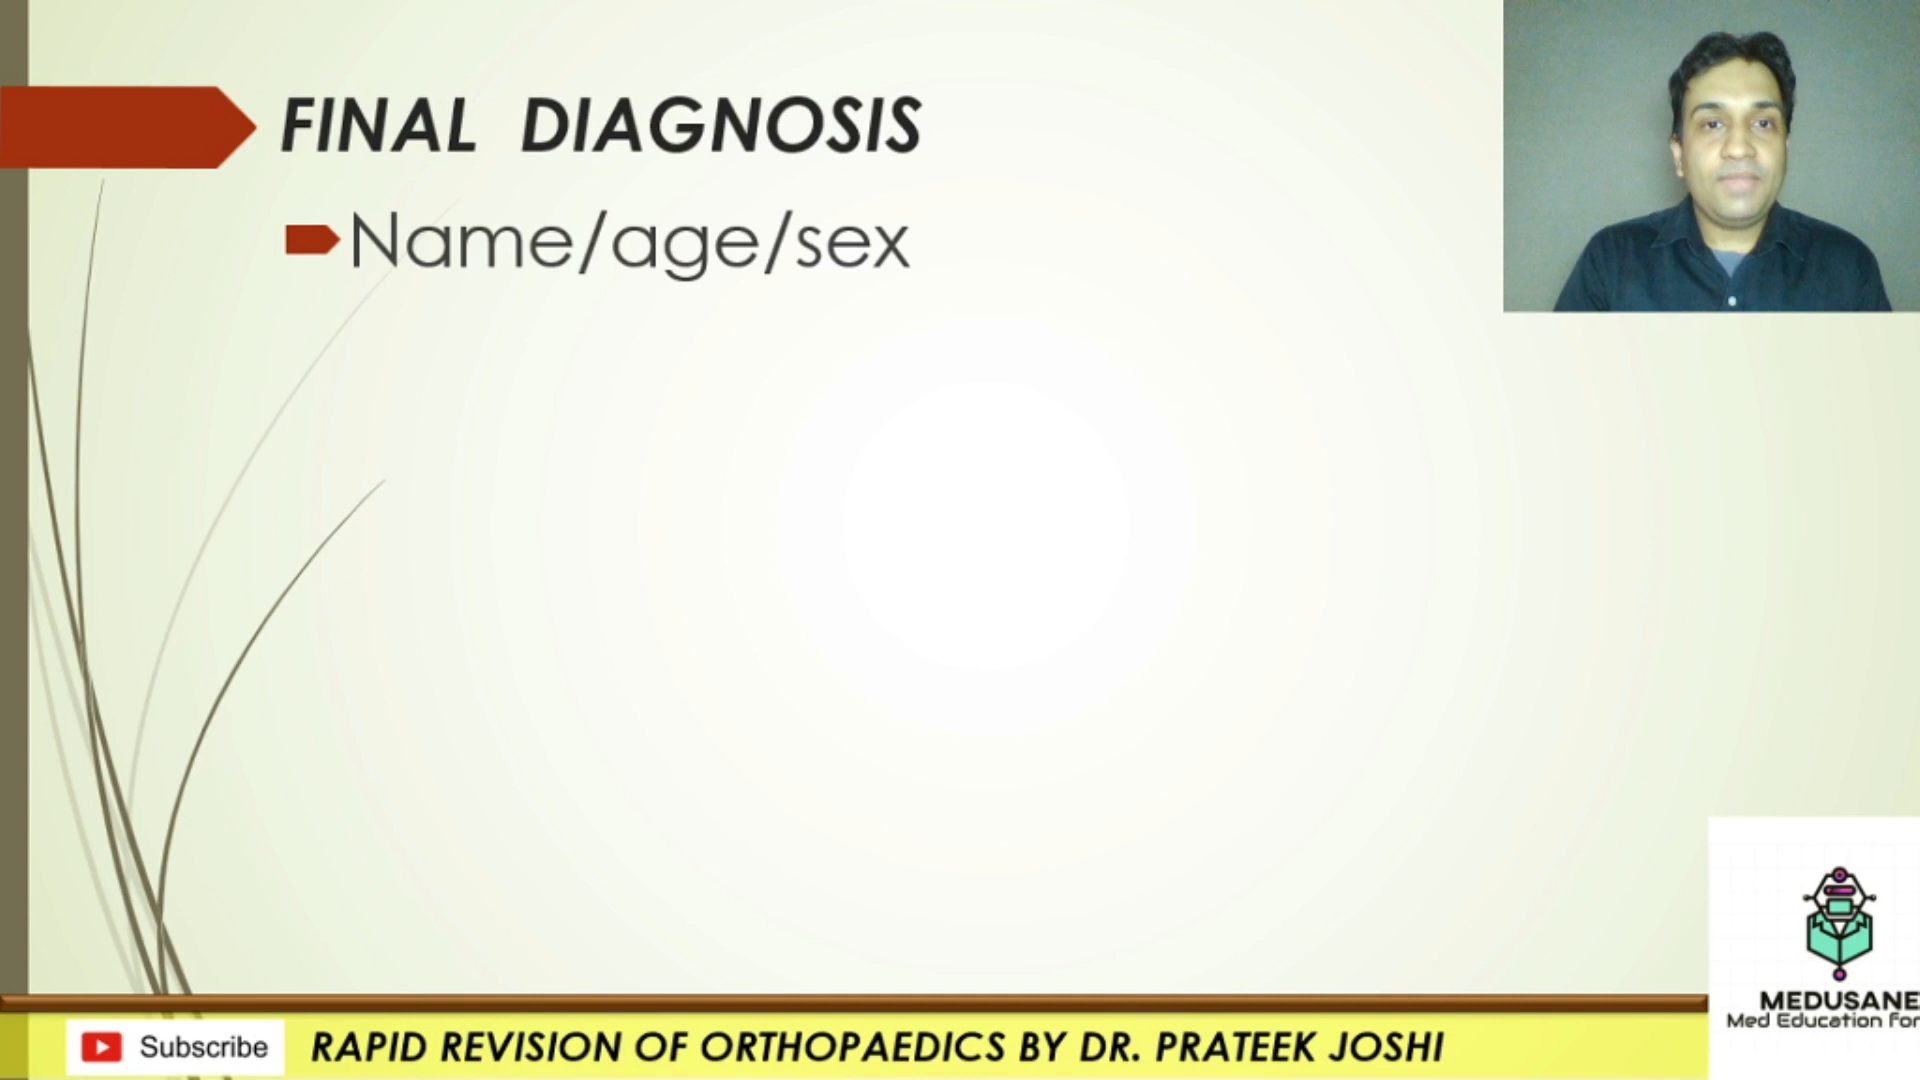 FINAL DIAGNOSIS
Name/age/sex
MEDUSANE
Med Education For
Subscribe
RAPID REVISION OF ORTHOPAEDICS BY DR. PRATEEK JOSHI